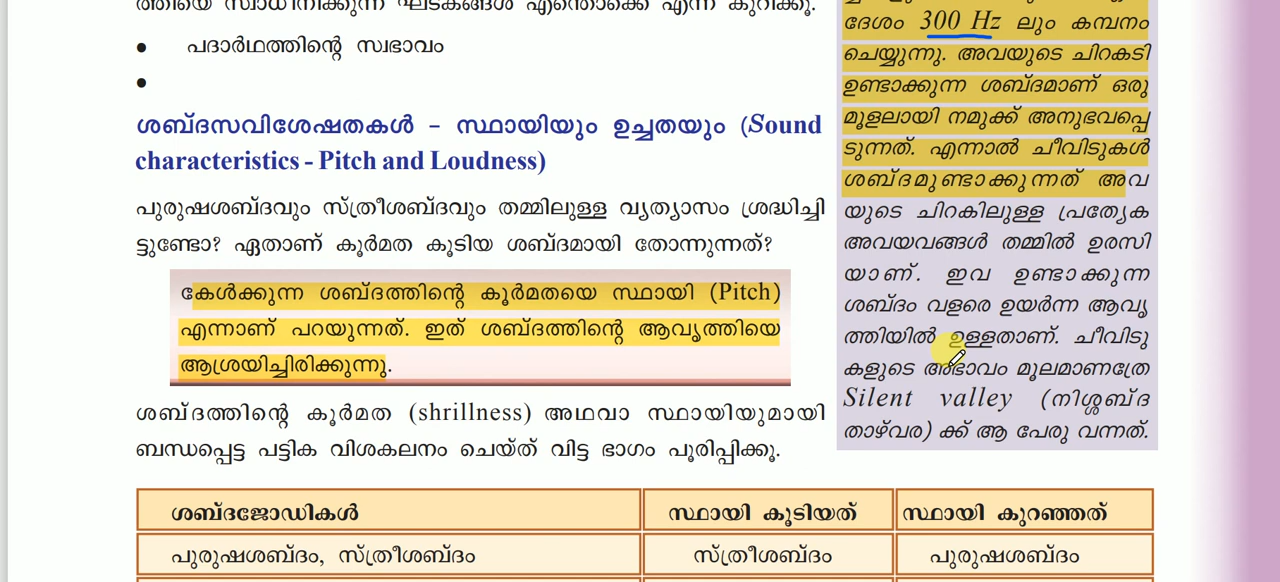 ത്തിയെ സ്വാധീനിക്കുന്ന ഘടകങ്ങൾ എന്തൊക്കെ എന്ന് കുറിക്കൂ.
• പദാർഥത്തിന്റെ സ്വഭാവം
•
ശബ്ദസവിശേഷതകൾ – സ്ഥായിയും ഉച്ചതയും (Sound
characteristics - Pitch and Loudness)
പുരുഷശബ്ദവും സ്ത്രീശബ്ദവും തമ്മിലുള്ള വ്യത്യാസം ശ്രദ്ധിച്ചി
ട്ടുണ്ടോ? ഏതാണ് കൂർമത കൂടിയ ശബ്ദമായി തോന്നുന്നത്?
കേൾക്കുന്ന ശബ്ദത്തിന്റെ കൂർമതയെ സ്ഥായി (Pitch)
എന്നാണ് പറയുന്നത്. ഇത് ശബ്ദത്തിന്റെ ആവൃത്തിയെ
ആശ്രയിച്ചിരിക്കുന്നു.
ശബ്ദത്തിന്റെ കൂർമത (shrillness) അഥവാ സ്ഥായിയുമായി
ബന്ധപ്പെട്ട പട്ടിക വിശകലനം ചെയ്ത് വിട്ട ഭാഗം പൂരിപ്പിക്കൂ.
ദേശം 300 Hz ലും കമ്പനം
ചെയ്യുന്നു. അവയുടെ ചിറകടി
ഉണ്ടാക്കുന്ന ശബ്ദമാണ് ഒരു
മൂളലായി നമുക്ക് അനുഭവപ്പെ
ടുന്നത്. എന്നാൽ ചീവിടുകൾ
ശബ്ദമുണ്ടാക്കുന്നത് അവ
യുടെ ചിറകിലുള്ള പ്രത്യേക
അവയവങ്ങൾ തമ്മിൽ ഉരസി
യാണ്. ഇവ ഉണ്ടാക്കുന്ന
ശബ്ദം വളരെ ഉയർന്ന ആവൃ
ത്തിയിൽ ഉള്ളതാണ്. ചീവിടു
കളുടെ അഭാവം മൂലമാണത്രേ
Silent valley (നിശ്ശബ്ദ
താഴ്‌വര) ക്ക് ആ പേരു വന്നത്.
ശബ്ദജോഡികൾ സ്ഥായി കൂടിയത് സ്ഥായി കുറഞ്ഞത്
പുരുഷശബ്ദം, സ്ത്രീശബ്ദം സ്ത്രീശബ്ദം പുരുഷശബ്ദം